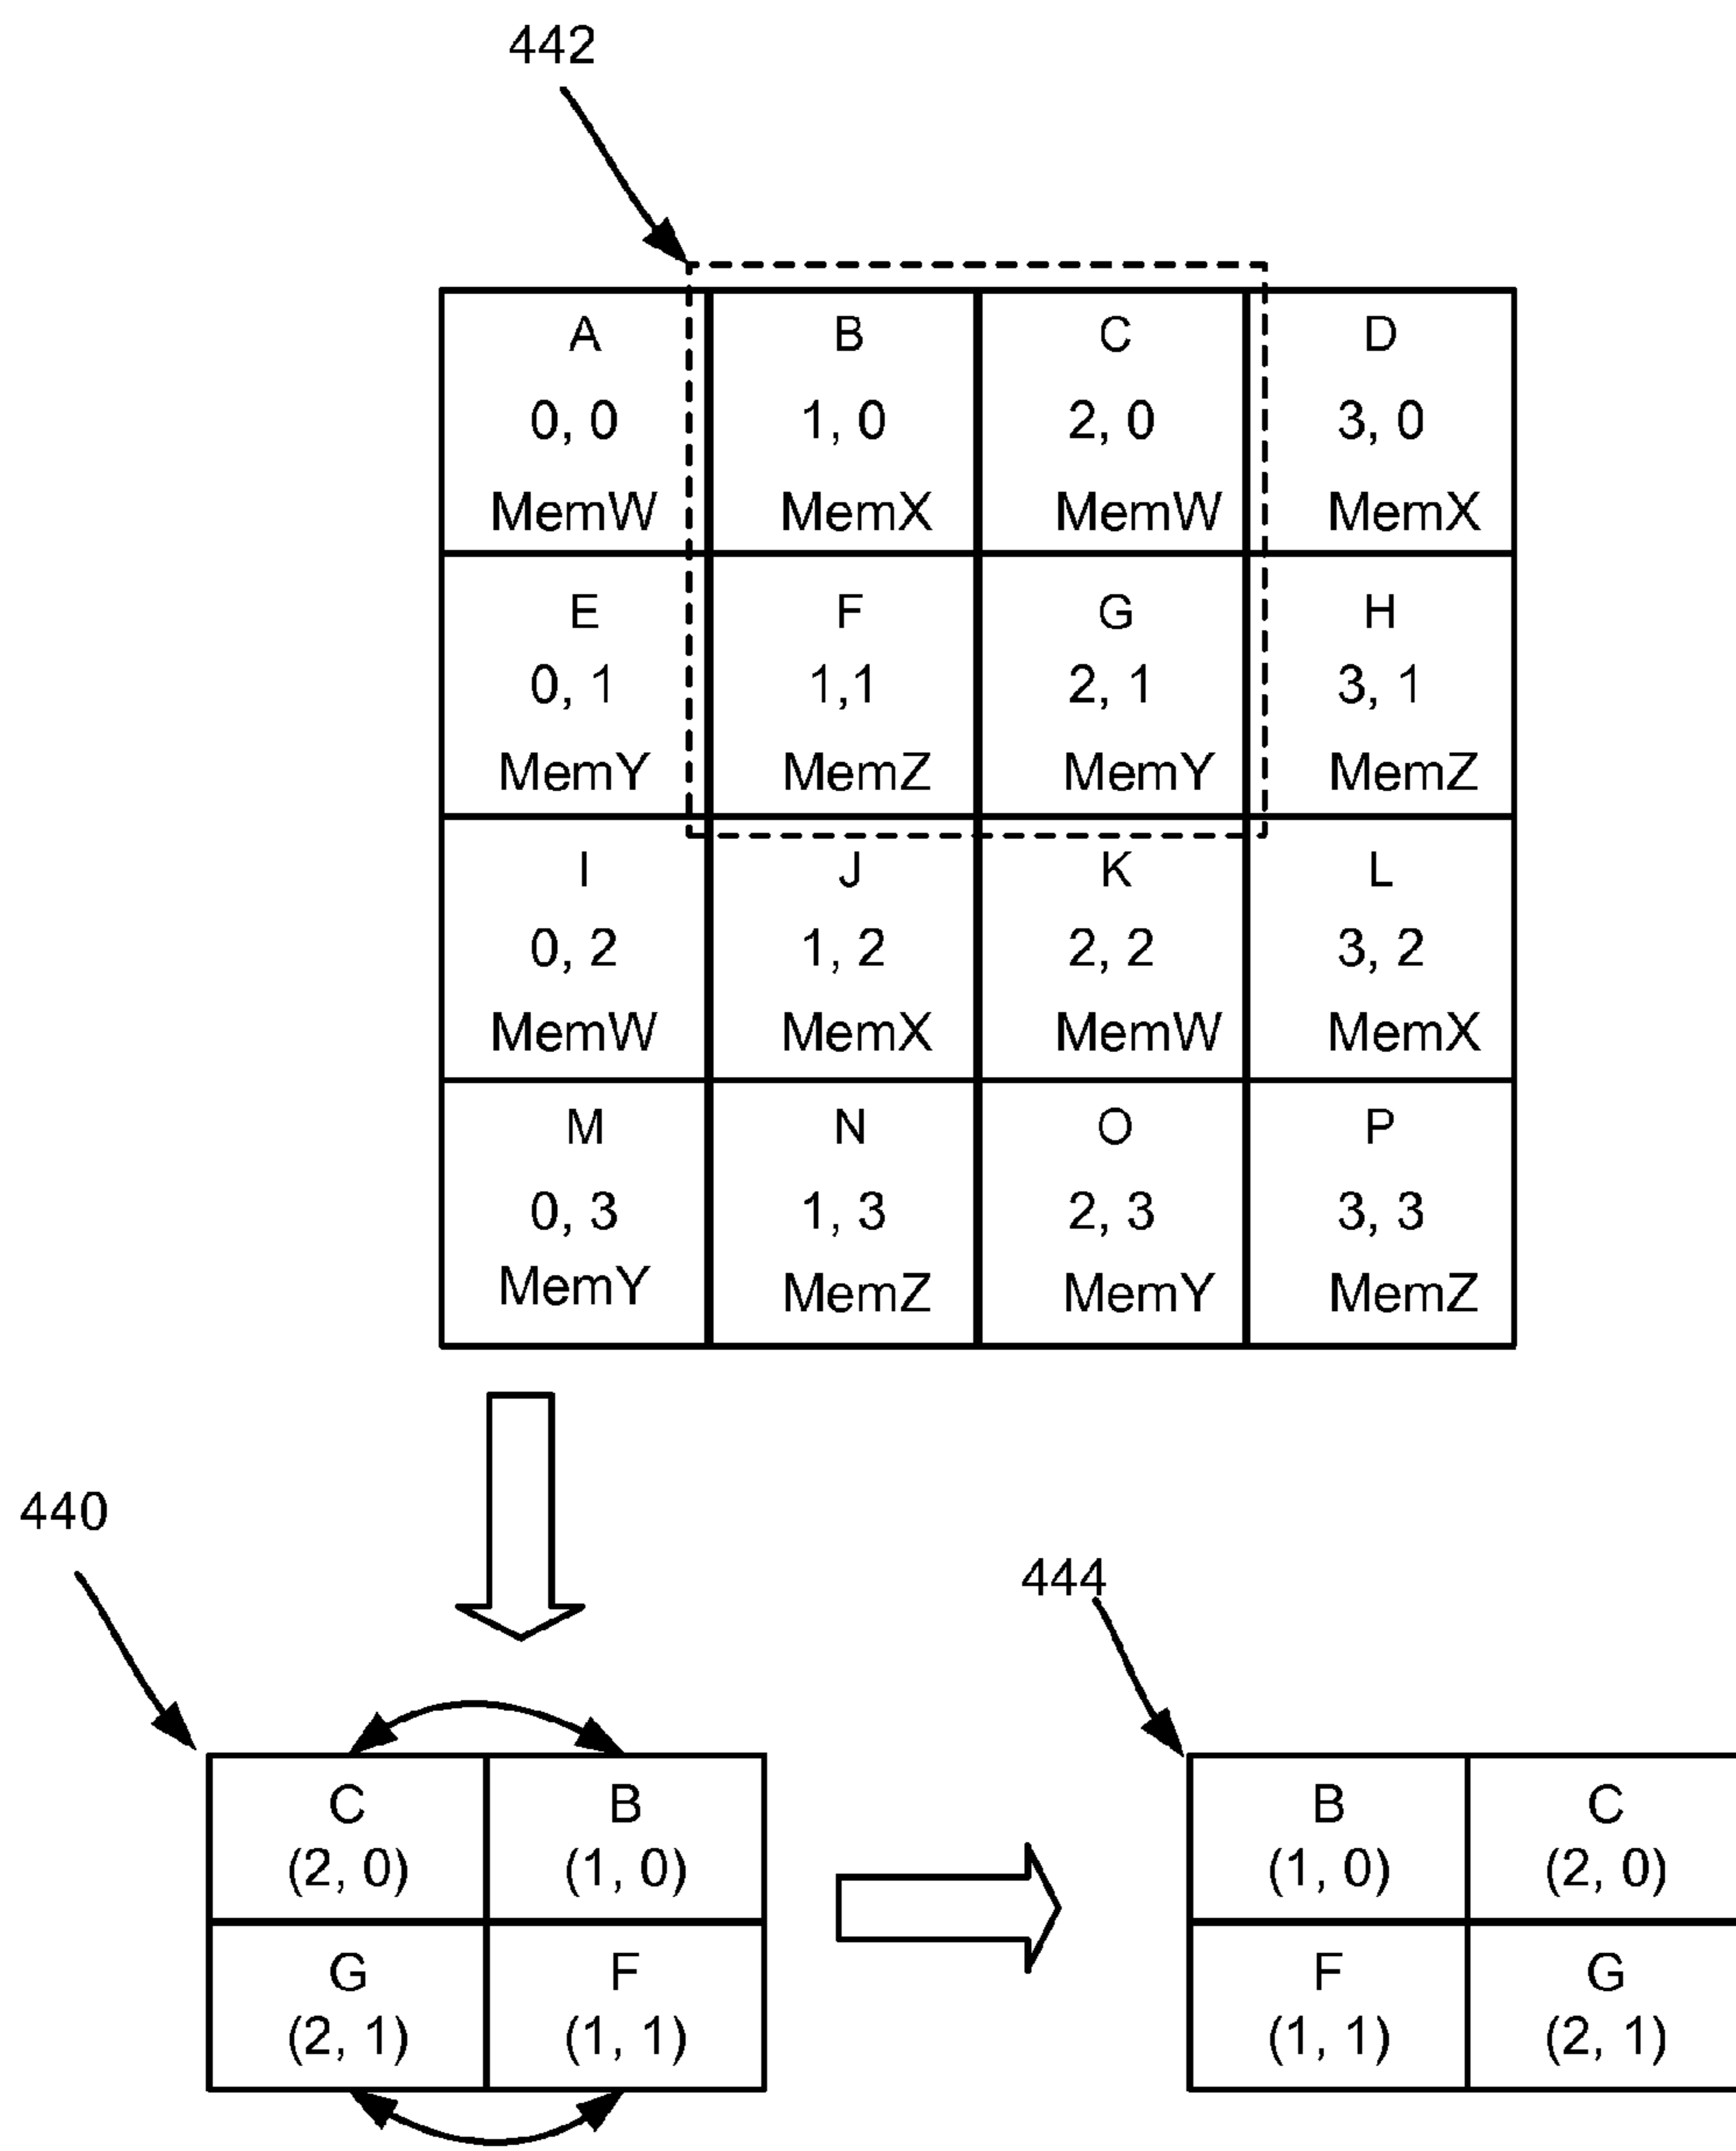 442
A B C D
0, 0 1, 0 2, 0 3, 0
MemW MemX MemW MemX
E F G H
0, 1 1,1 2, 1 3, 1
MemY MemZ MemY MemZ
I J K L
0, 2 1, 2 2, 2 3, 2
MemW MemX MemW MemX
M N O P
0, 3 1, 3 2, 3 3, 3
MemY MemZ MemY MemZ
440
444
C B
(2, 0) (1, 0)
G F
(2, 1) (1, 1)
B C
(1, 0) (2, 0)
F G
(1, 1) (2, 1)